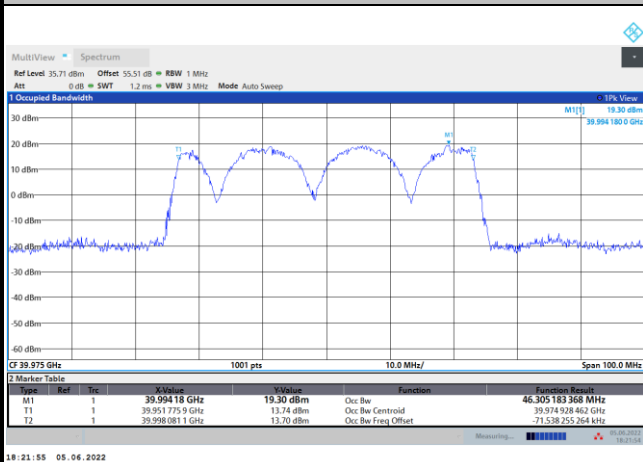 MultiView Spectrum
Ref Level 35.71 dBm Offset 55.51 dB RBW 1 MHz
Att 0 dB SWT 1.2 ms VBW 3 MHz Mode Auto Sweep
1 Occupied Bandwidth 1Pk View
M1[1] 19.30 dBm
39.994 180 0 GHz
30 dBm
M1
20 dBm
T1 T2
10 dBm
0 dBm
-10 dBm
-20 dBm
-30 dBm
-40 dBm
-50 dBm
-60 dBm
CF 39.975 GHz 1001 pts 10.0 MHz/ Span 100.0 MHz
2 Marker Table
Type Ref Trc X-Value Y-Value Function Function Result
M1 1 39.994 18 GHz 19.30 dBm Occ Bw 46.305 183 368 MHz
T1 1 39.951 775 9 GHz 13.74 dBm Occ Bw Centroid 39.974 928 462 GHz
T2 1 39.998 081 1 GHz 13.70 dBm Occ Bw Freq Offset -71.538 255 264 kHz
Measuring... 05.06.2022
18:21:54
18:21:55 05.06.2022